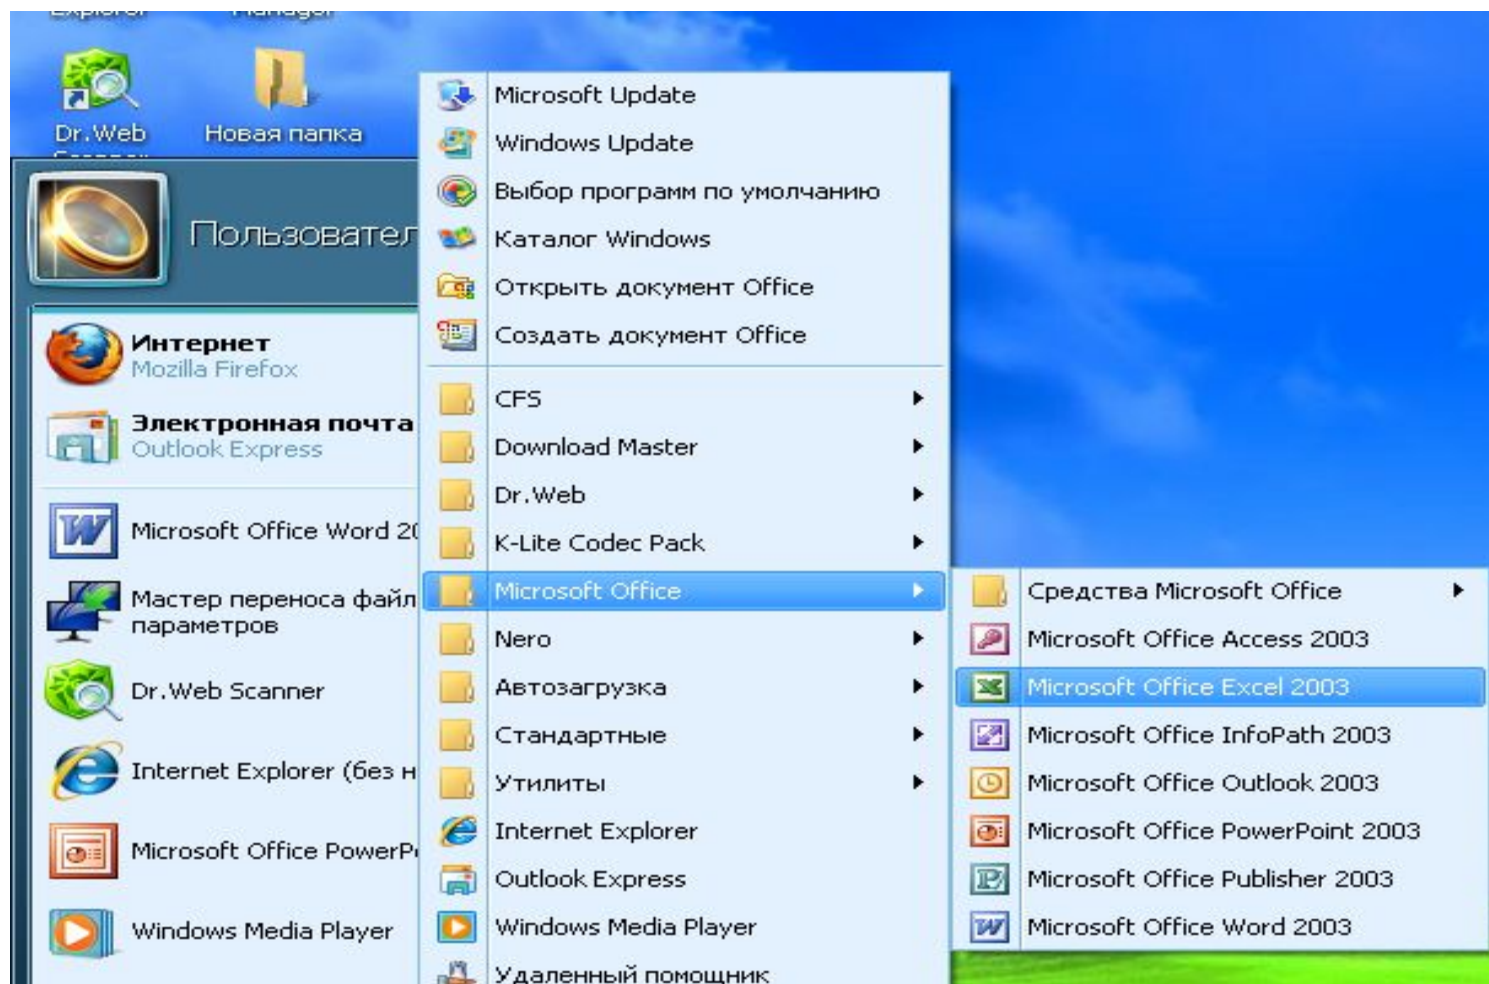 Explorer
Manager
Dr.Web
Новая папка
Пользовател
Интернет
Mozilla Firefox
Электронная почта
Outlook Express
Microsoft Office Word 20
Мастер переноса файл
параметров
Dr.Web Scanner
Internet Explorer (без н
Microsoft Office PowerP
Windows Media Player
Microsoft Update
Windows Update
Выбор программ по умолчанию
Каталог Windows
Открыть документ Office
Создать документ Office
CFS
Download Master
Dr.Web
K-Lite Codec Pack
Microsoft Office
Nero
Автозагрузка
Стандартные
Утилиты
Internet Explorer
Outlook Express
Windows Media Player
Удаленный помощник
Средства Microsoft Office
Microsoft Office Access 2003
Microsoft Office Excel 2003
Microsoft Office InfoPath 2003
Microsoft Office Outlook 2003
Microsoft Office PowerPoint 2003
Microsoft Office Publisher 2003
Microsoft Office Word 2003